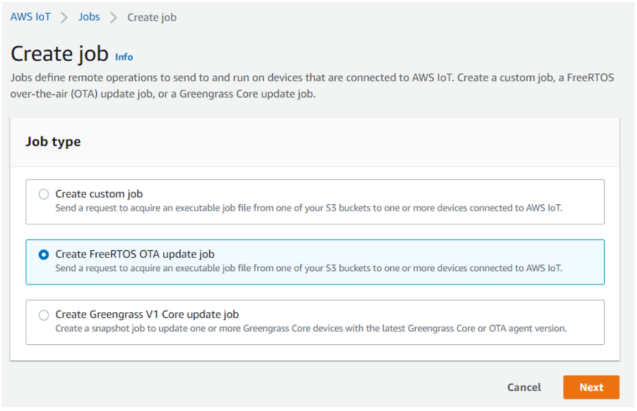 AWS IoT > Jobs > Create job
Create job Info
Jobs define remote operations to send to and run on devices that are connected to AWS IoT. Create a custom job, a FreeRTOS
over-the-air (OTA) update job, or a Greengrass Core update job.
Job type
Create custom job
Send a request to acquire an executable job file from one of your S3 buckets to one or more devices connected to AWS IoT.
Create FreeRTOS OTA update job
Send a request to acquire an executable job file from one of your S3 buckets to one or more devices connected to AWS IoT.
Create Greengrass V1 Core update job
Create a snapshot job to update one or more Greengrass Core devices with the latest Greengrass Core or OTA agent version.
Cancel Next